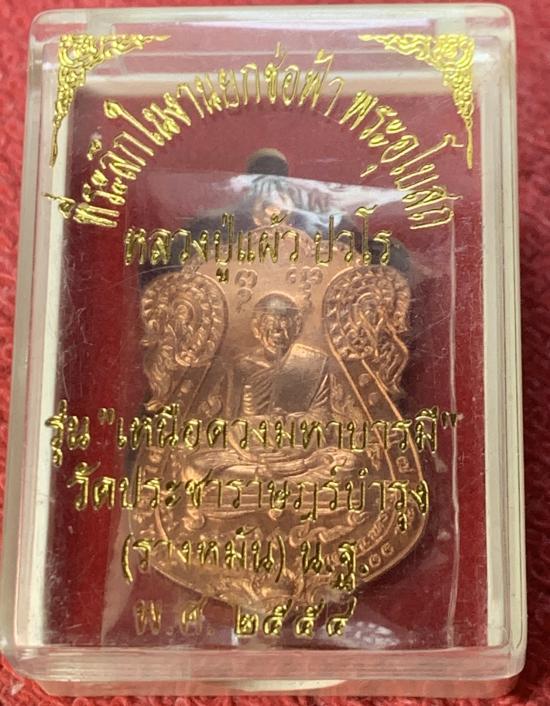 ที่ระลึกในงานยกช่อฟ้า พระอุโบสถ
หลวงปู่แผ้ว ปวโร
รุ่น "เหนือดวงมหาบารมี"
วัดประชาราษฎร์บำรุง
(รางหมัน) น.ฐ.
พ.ศ. ๒๕๕๔